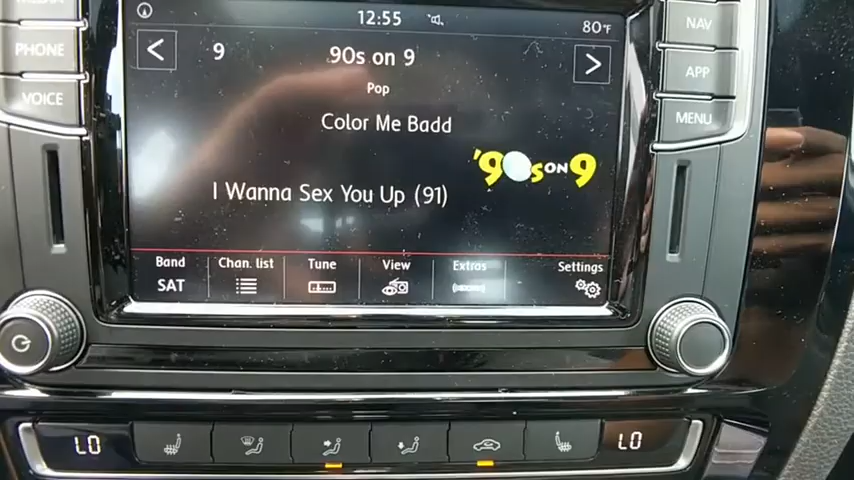 12:55
80°F
PHONE
VOICE
NAV
APP
MENU
9
90s on 9
Pop
Color Me Badd
'90s ON 9
I Wanna Sex You Up (91)
Band
SAT
Chan. list
Tune
View
Extras
Settings
LO
LO